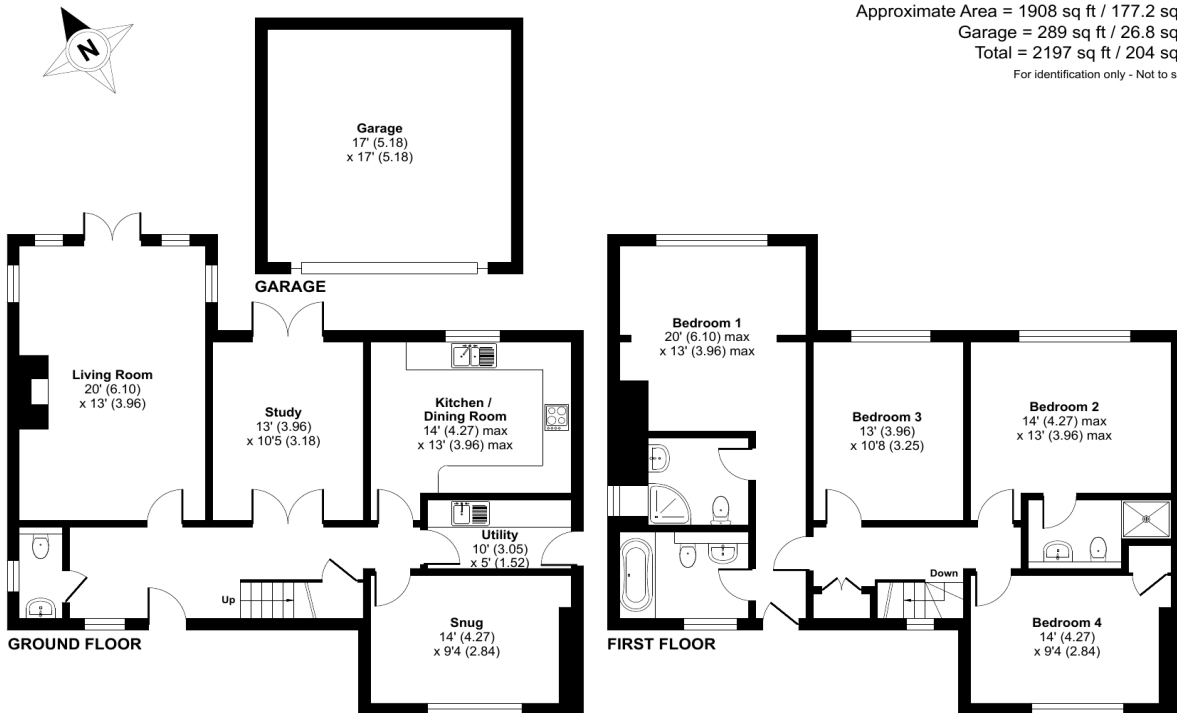 Approximate Area = 1908 sq ft / 177.2 sq
Garage = 289 sq ft / 26.8 sq
Total = 2197 sq ft / 204 sq
For identification only - Not to s
N
Garage
17' (5.18)
x 17' (5.18)
GARAGE
Living Room
20' (6.10)
x 13' (3.96)
Study
13' (3.96)
x 10'5 (3.18)
Kitchen /
Dining Room
14' (4.27) max
x 13' (3.96) max
Utility
10' (3.05)
x 5' (1.52)
Up
Snug
14' (4.27)
x 9'4 (2.84)
GROUND FLOOR
Bedroom 1
20' (6.10) max
x 13' (3.96) max
Bedroom 3
13' (3.96)
x 10'8 (3.25)
Bedroom 2
14' (4.27) max
x 13' (3.96) max
Down
Bedroom 4
14' (4.27)
x 9'4 (2.84)
FIRST FLOOR